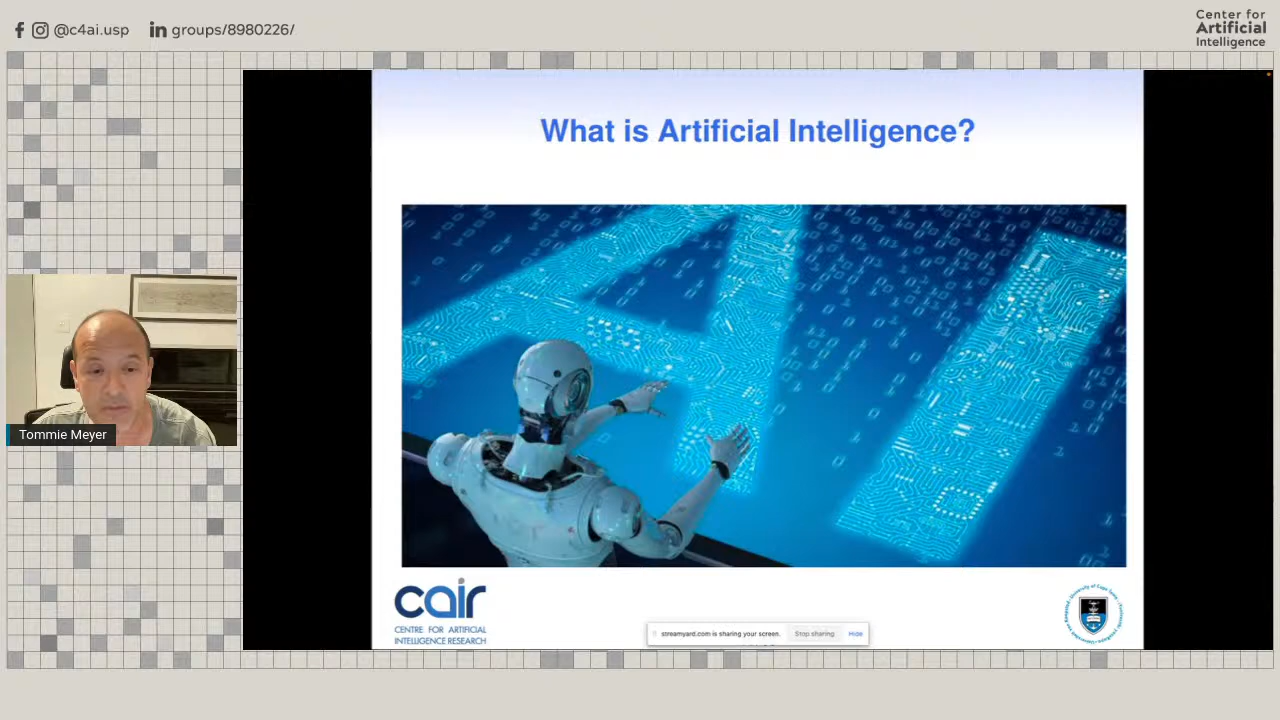 @c4ai.usp groups/8980226/
Center for
Artificial
Intelligence
What is Artificial Intelligence?
AI
Tommie Meyer
cair
CENTRE FOR ARTIFICIAL
INTELLIGENCE RESEARCH
streamyard.com is sharing your screen. Stop sharing Hide